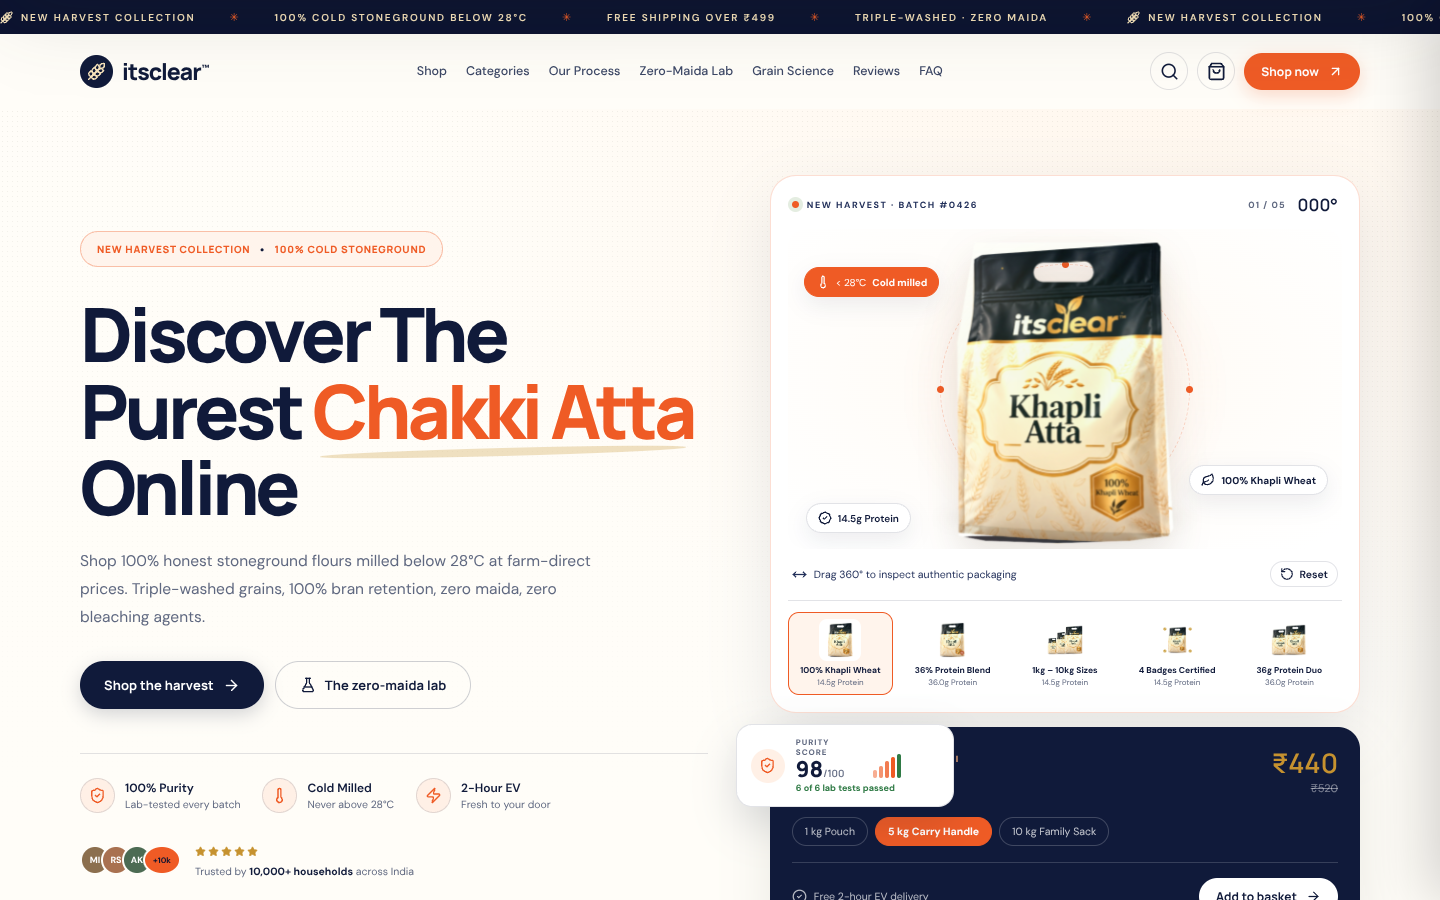 NEW HARVEST COLLECTION * 100% COLD STONEGROUND BELOW 28°C * FREE SHIPPING OVER ₹499 * TRIPLE-WASHED · ZERO MAIDA * NEW HARVEST COLLECTION * 100%
itsclear™
Shop Categories Our Process Zero-Maida Lab Grain Science Reviews FAQ
Shop now
NEW HARVEST COLLECTION • 100% COLD STONEGROUND
Discover The
Purest Chakki Atta
Online
Shop 100% honest stoneground flours milled below 28°C at farm-direct
prices. Triple-washed grains, 100% bran retention, zero maida, zero
bleaching agents.
Shop the harvest
The zero-maida lab
100% Purity
Lab-tested every batch
Cold Milled
Never above 28°C
2-Hour EV
Fresh to your door
MI RS AK +10k
Trusted by 10,000+ households across India
NEW HARVEST · BATCH #0426
01 / 05 000°
< 28°C Cold milled
itsclear
Khapli
Atta
100%
Khapli Wheat
100% Khapli Wheat
14.5g Protein
Drag 360° to inspect authentic packaging
Reset
100% Khapli Wheat
14.5g Protein
36% Protein Blend
36.0g Protein
1kg – 10kg Sizes
14.5g Protein
4 Badges Certified
14.5g Protein
36g Protein Duo
36.0g Protein
PURITY
SCORE
98/100
6 of 6 lab tests passed
₹440
₹520
1 kg Pouch
5 kg Carry Handle
10 kg Family Sack
Free 2-hour EV delivery
Add to basket